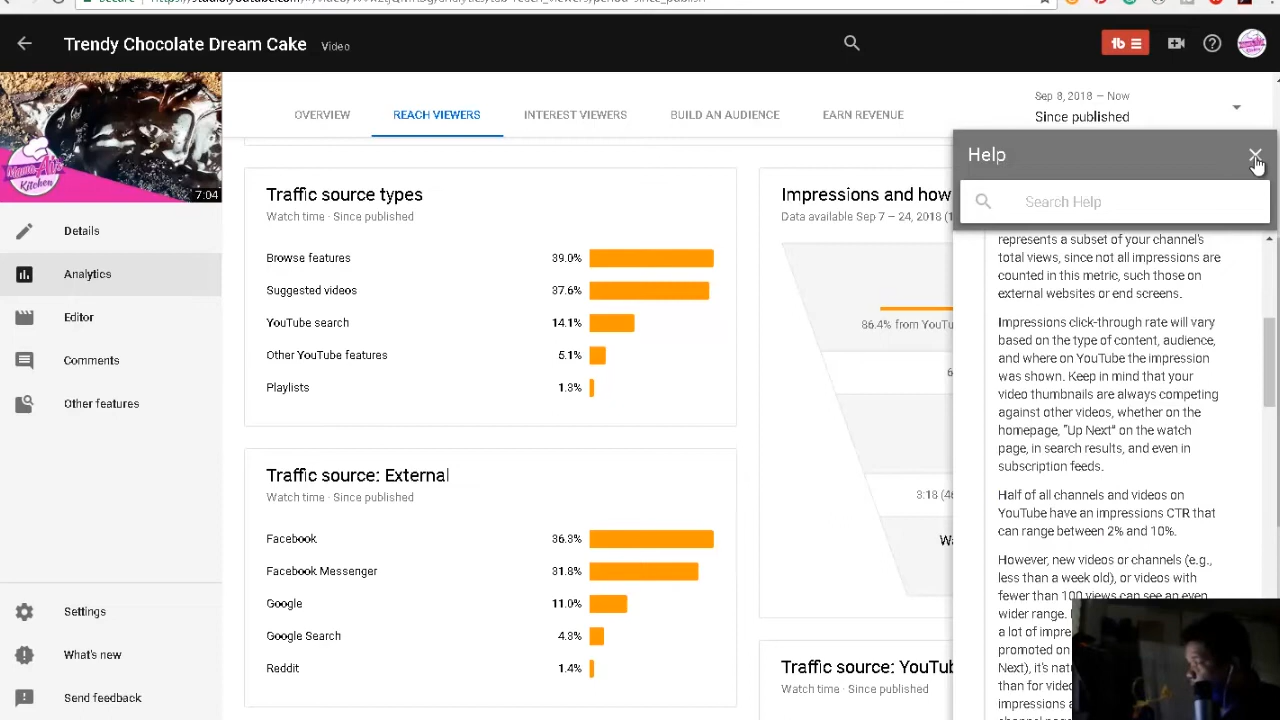 Trendy Chocolate Dream Cake Video
Mama A's
Kitchen
7:04
Details
Analytics
Editor
Comments
Other features
Settings
What's new
Send feedback
OVERVIEW REACH VIEWERS INTEREST VIEWERS BUILD AN AUDIENCE EARN REVENUE
Sep 8, 2018 – Now
Since published
Traffic source types
Watch time · Since published
Browse features 39.0%
Suggested videos 37.6%
YouTube search 14.1%
Other YouTube features 5.1%
Playlists 1.3%
Traffic source: External
Watch time · Since published
Facebook 36.3%
Facebook Messenger 31.8%
Google 11.0%
Google Search 4.3%
Reddit 1.4%
Impressions and how
Data available Sep 7 – 24, 2018 (1
86.4% from YouTu
6
3:18 (46
Wa
Traffic source: YouTub
Watch time · Since published
Help
Search Help
represents a subset of your channel's
total views, since not all impressions are
counted in this metric, such those on
external websites or end screens.
Impressions click-through rate will vary
based on the type of content, audience,
and where on YouTube the impression
was shown. Keep in mind that your
video thumbnails are always competing
against other videos, whether on the
homepage, "Up Next" on the watch
page, in search results, and even in
subscription feeds.
Half of all channels and videos on
YouTube have an impressions CTR that
can range between 2% and 10%.
However, new videos or channels (e.g.,
less than a week old), or videos with
fewer than 100 views can see an even
wider range.
a lot of impre
promoted on
Next), it's nat
than for video
impressions a